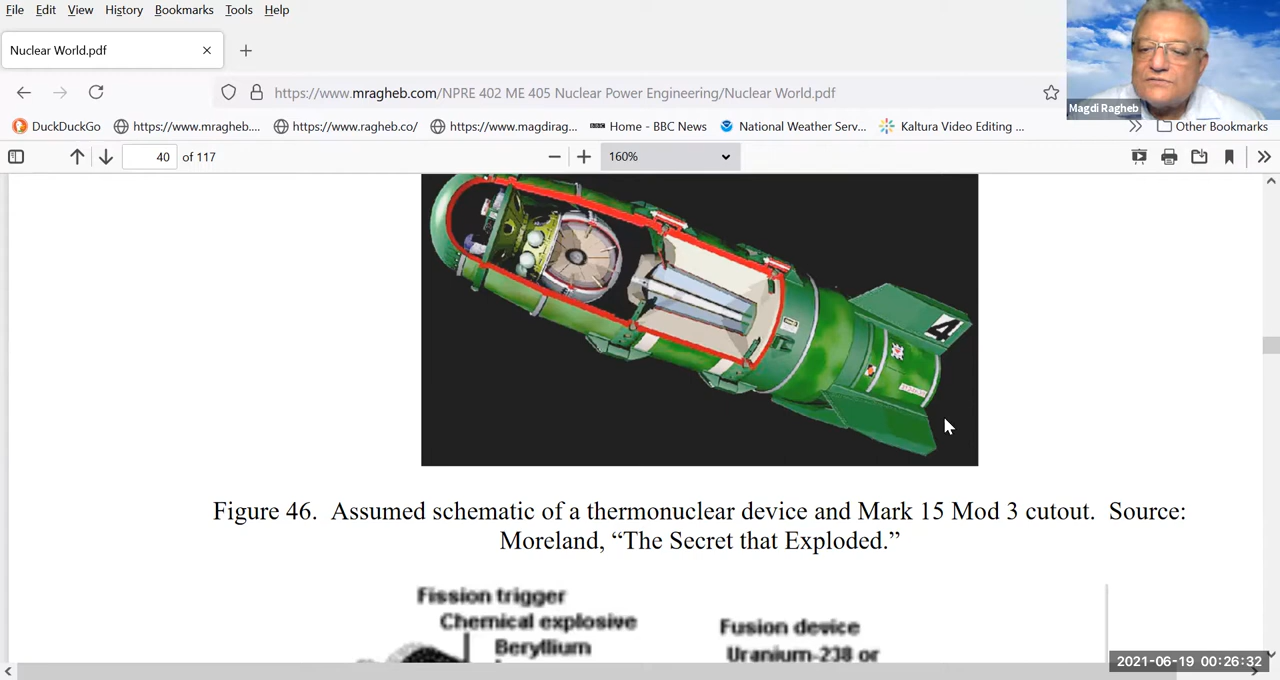 File Edit View History Bookmarks Tools Help
Nuclear World.pdf
https://www.mragheb.com/NPRE 402 ME 405 Nuclear Power Engineering/Nuclear World.pdf
Magdi Ragheb
DuckDuckGo https://www.mragheb.... https://www.ragheb.co/ https://www.magdirag... BBC Home - BBC News National Weather Serv... Kaltura Video Editing ... Other Bookmarks
40 of 117 160%
4
Figure 46. Assumed schematic of a thermonuclear device and Mark 15 Mod 3 cutout. Source:
Moreland, “The Secret that Exploded.”
Fission trigger
Chemical explosive
Beryllium
Fusion device
Uranium-238 or
2021-06-19 00:26:32